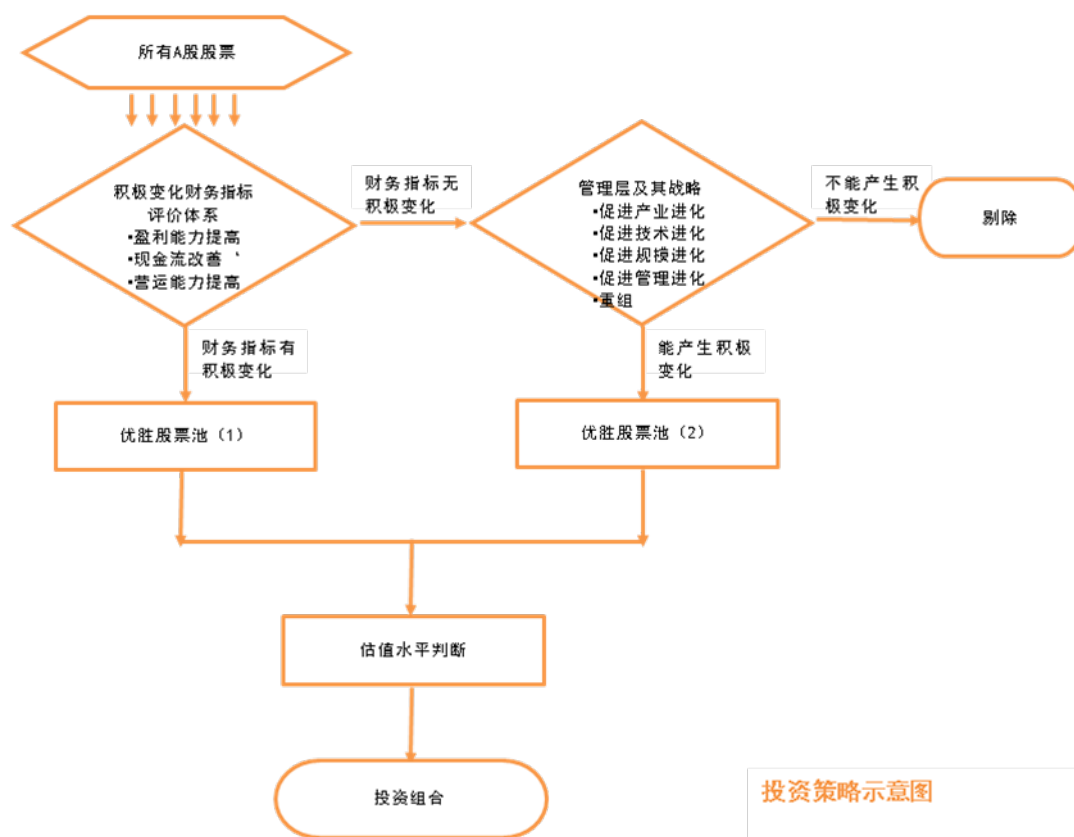 所有A股股票
积极变化财务指标
评价体系
▪盈利能力提高
▪现金流改善 `
▪营运能力提高
财务指标无
积极变化
管理层及其战略
▪促进产业进化
▪促进技术进化
▪促进规模进化
▪促进管理进化
▪重组
不能产生积
极变化
剔除
财务指标有
积极变化
能产生积极
变化
优胜股票池（1）
优胜股票池（2）
估值水平判断
投资组合
投资策略示意图